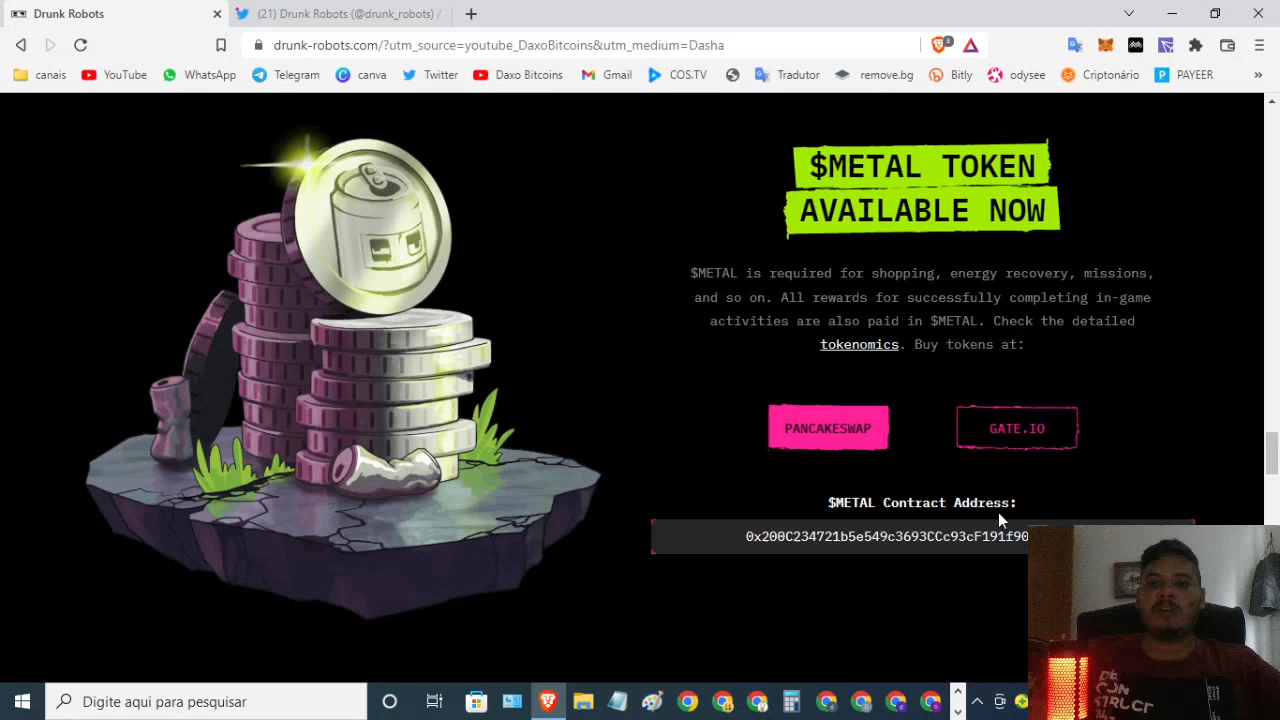 Drunk Robots
(21) Drunk Robots (@drunk_robots) /
drunk-robots.com/?utm_source=youtube_DaxoBitcoins&utm_medium=Dasha
3
canais
YouTube
WhatsApp
Telegram
canva
Twitter
Daxo Bitcoins
Gmail
COS.TV
Tradutor
remove.bg
Bitly
odysee
Criptonário
PAYEER
$METAL TOKEN
AVAILABLE NOW
$METAL is required for shopping, energy recovery, missions,
and so on. All rewards for successfully completing in-game
activities are also paid in $METAL. Check the detailed
tokenomics. Buy tokens at:
PANCAKESWAP
GATE.IO
$METAL Contract Address:
0x200C234721b5e549c3693CCc93cF191f90
DE
CON
STRUCT
Digite aqui para pesquisar